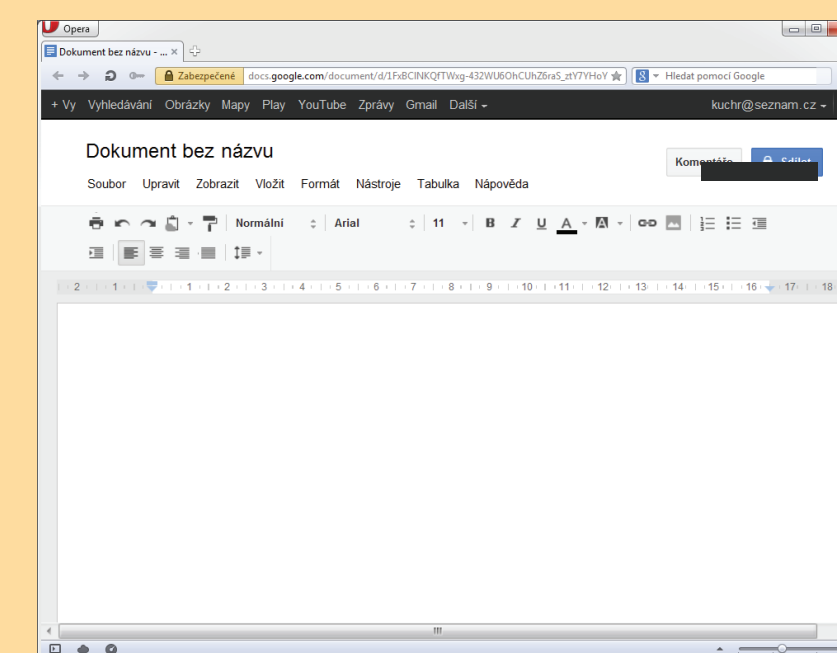 Opera
Dokument bez názvu - ...
Zabezpečené docs.google.com/document/d/1FxBCINKQfTWxg-432WU6OhCUhZ6raS_ztY7YHoY Hledat pomocí Google
+ Vy Vyhledávání Obrázky Mapy Play YouTube Zprávy Gmail Další kuchr@seznam.cz
Dokument bez názvu
Komentáře Sdílet
Soubor Upravit Zobrazit Vložit Formát Nástroje Tabulka Nápověda
Normální Arial 11 B I U A A
2 1 1 2 3 4 5 6 7 8 9 10 11 12 13 14 15 16 17 18